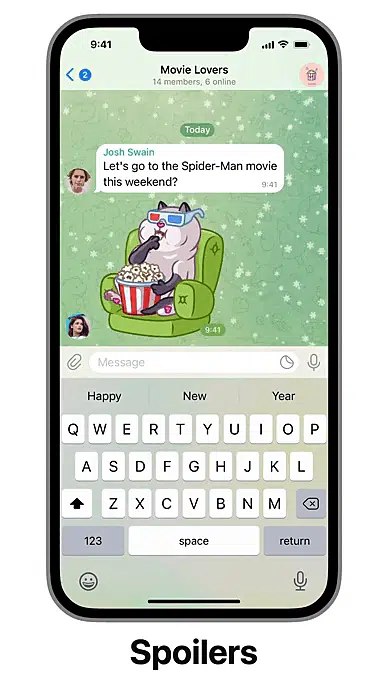 9:41
2
Movie Lovers
14 members, 6 online
Today
Josh Swain
Let's go to the Spider-Man movie
this weekend?
9:41
9:41
Message
Happy New Year
Q W E R T Y U I O P
A S D F G H J K L
Z X C V B N M
123 space return
Spoilers